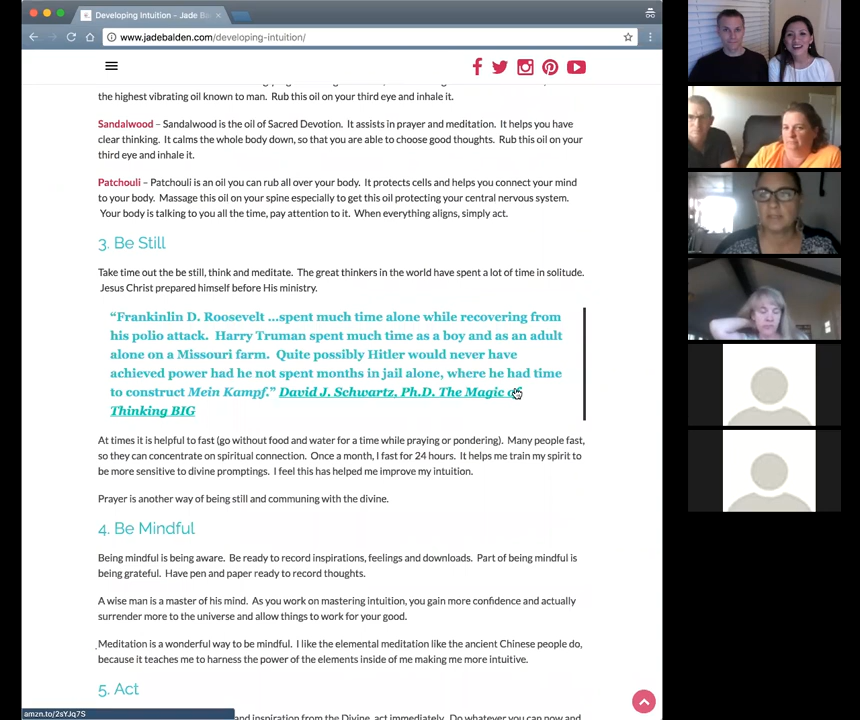 Developing Intuition - Jade Ba
www.jadebalden.com/developing-intuition/
the highest vibrating oil known to man. Rub this oil on your third eye and inhale it.
Sandalwood – Sandalwood is the oil of Sacred Devotion. It assists in prayer and meditation. It helps you have
clear thinking. It calms the whole body down, so that you are able to choose good thoughts. Rub this oil on your
third eye and inhale it.
Patchouli – Patchouli is an oil you can rub all over your body. It protects cells and helps you connect your mind
to your body. Massage this oil on your spine especially to get this oil protecting your central nervous system.
Your body is talking to you all the time, pay attention to it. When everything aligns, simply act.
3. Be Still
Take time out the be still, think and meditate. The great thinkers in the world have spent a lot of time in solitude.
Jesus Christ prepared himself before His ministry.
“Frankinlin D. Roosevelt ...spent much time alone while recovering from
his polio attack. Harry Truman spent much time as a boy and as an adult
alone on a Missouri farm. Quite possibly Hitler would never have
achieved power had he not spent months in jail alone, where he had time
to construct Mein Kampf.” David J. Schwartz, Ph.D. The Magic of
Thinking BIG
At times it is helpful to fast (go without food and water for a time while praying or pondering). Many people fast,
so they can concentrate on spiritual connection. Once a month, I fast for 24 hours. It helps me train my spirit to
be more sensitive to divine promptings. I feel this has helped me improve my intuition.
Prayer is another way of being still and communing with the divine.
4. Be Mindful
Being mindful is being aware. Be ready to record inspirations, feelings and downloads. Part of being mindful is
being grateful. Have pen and paper ready to record thoughts.
A wise man is a master of his mind. As you work on mastering intuition, you gain more confidence and actually
surrender more to the universe and allow things to work for your good.
.Meditation is a wonderful way to be mindful. I like the elemental meditation like the ancient Chinese people do,
because it teaches me to harness the power of the elements inside of me making me more intuitive.
5. Act
amzn.to/2sYJq7S
and inspiration from the Divine, act immediately. Do whatever you can now and